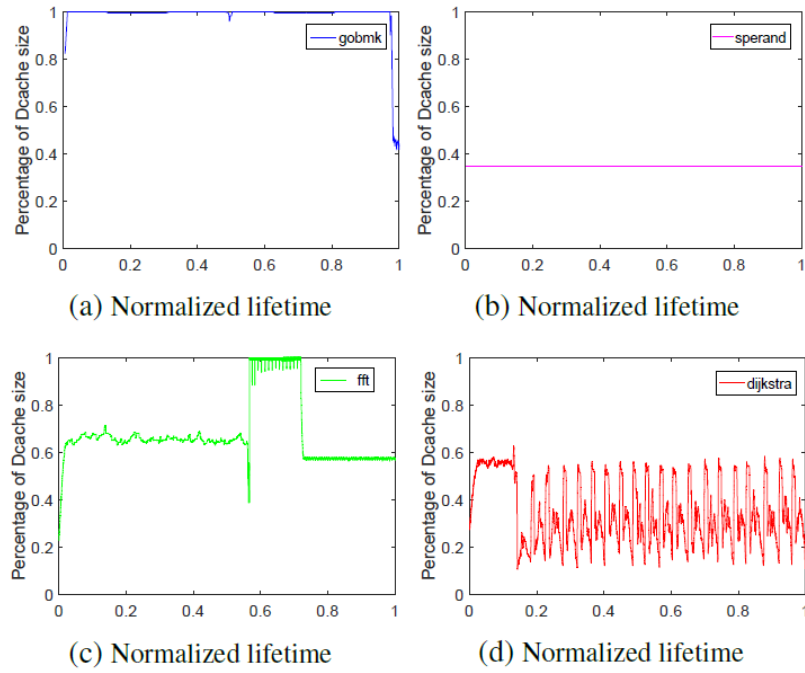 Percentage of Dcache size
1
0.8
0.6
0.4
0.2
0
0 0.2 0.4 0.6 0.8 1
gobmk
(a) Normalized lifetime
Percentage of Dcache size
1
0.8
0.6
0.4
0.2
0
0 0.2 0.4 0.6 0.8 1
sperand
(b) Normalized lifetime
Percentage of Dcache size
1
0.8
0.6
0.4
0.2
0
0 0.2 0.4 0.6 0.8 1
fft
(c) Normalized lifetime
Percentage of Dcache size
1
0.8
0.6
0.4
0.2
0
0 0.2 0.4 0.6 0.8 1
dijkstra
(d) Normalized lifetime